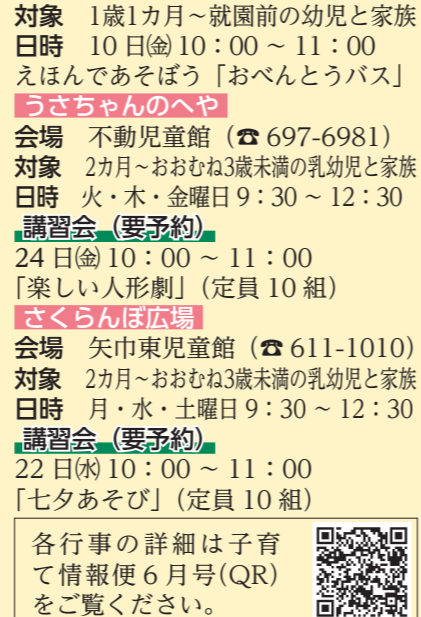 対象　1歳1カ月～就園前の幼児と家族
日時　10日㈮ 10：00 ～ 11：00
えほんであそぼう「おべんとうバス」
うさちゃんのへや
会場　不動児童館（☎ 697-6981）
対象　2カ月～おおむね3歳未満の乳幼児と家族
日時　火・木・金曜日 9：30 ～ 12：30
講習会（要予約）
24 日㈮ 10：00 ～ 11：00
「楽しい人形劇」（定員 10 組）
さくらんぼ広場
会場　矢巾東児童館（☎ 611-1010）
対象　2カ月～おおむね3歳未満の乳幼児と家族
日時　月・水・土曜日 9：30 ～ 12：30
講習会（要予約）
22 日㈬ 10：00 ～ 11：00
「七夕あそび」（定員 10 組）
各行事の詳細は子育
て情報便 6 月号(QR)
をご覧ください。